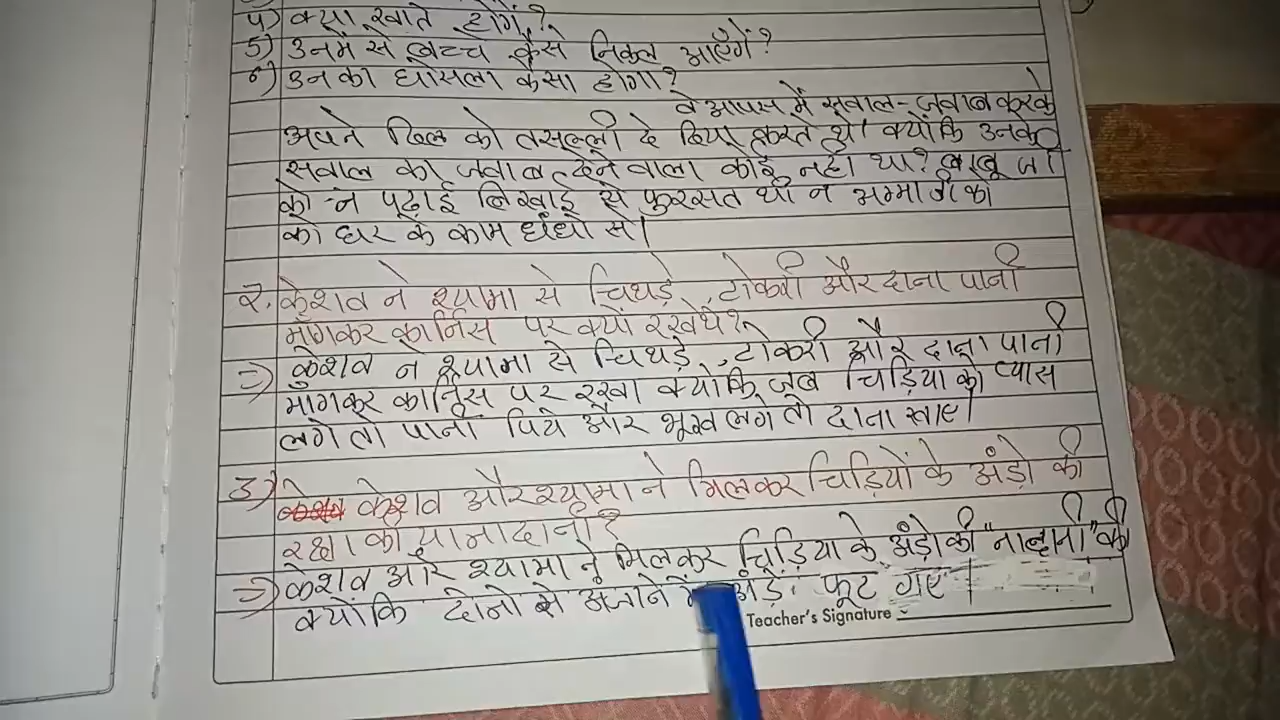 4) क्या खाते होगें,?
5) उनमें से बच्चे कैसे निकल आएँगें?
6) उनका घोंसला कैसा होगा?
वे आपस में सवाल-जवाब करके
अपने दिल को तसल्ली दे दिया करते थे। क्योंकि उनके
सवाल का जवाब देने वाला कोई नहीं था? बाबू जी
को न पढ़ाई लिखाई से फुरसत थी न अम्मा जी को
को घर के काम धंधों से।
२. केशव ने श्यामा से चिथड़े, टोकरी और दाना पानी
माँगकर कार्निस पर क्यों रखे थे?
=) केशव ने श्यामा से चिथड़े, टोकरी और दाना पानी
मांगकर कार्निस पर रखा क्योंकि जब चिड़िया को प्यास
लगे तो पानी पिये और भूख लगे तो दाना खाए।
3) केशव और श्यामा ने मिलकर चिड़ियों के अंडो की
रक्षा की या नादानी?
=) केशव और श्यामा ने मिलकर चिड़िया के अंड़ो की "नादानी" की
क्योंकि दोनो से अंजाने में अंड़े फूट गए।
Teacher's Signature